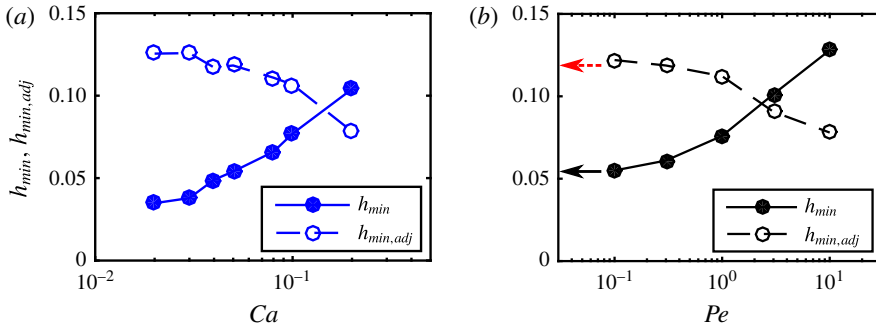 (a)
0.15
0.10
0.05
0
h_min, h_min,adj
10^-2
10^-1
Ca
h_min
h_min,adj
(b)
0.15
0.10
0.05
0
10^-1
10^0
10^1
Pe
h_min
h_min,adj